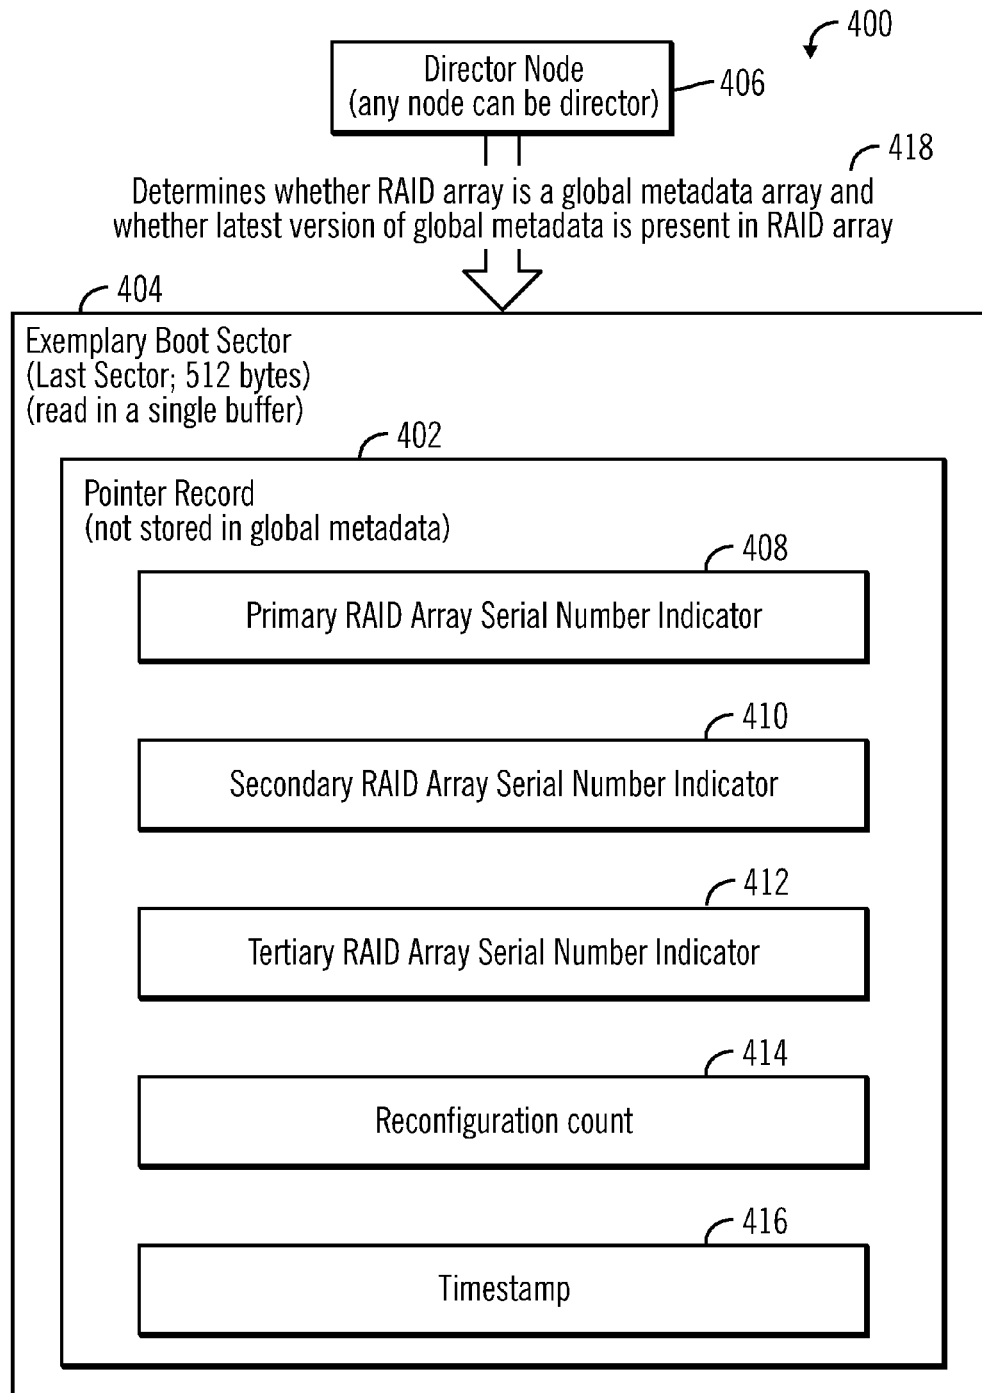 400
Director Node
(any node can be director)
406
418
Determines whether RAID array is a global metadata array and
whether latest version of global metadata is present in RAID array
404
Exemplary Boot Sector
(Last Sector; 512 bytes)
(read in a single buffer)
402
Pointer Record
(not stored in global metadata)
408
Primary RAID Array Serial Number Indicator
410
Secondary RAID Array Serial Number Indicator
412
Tertiary RAID Array Serial Number Indicator
414
Reconfiguration count
416
Timestamp